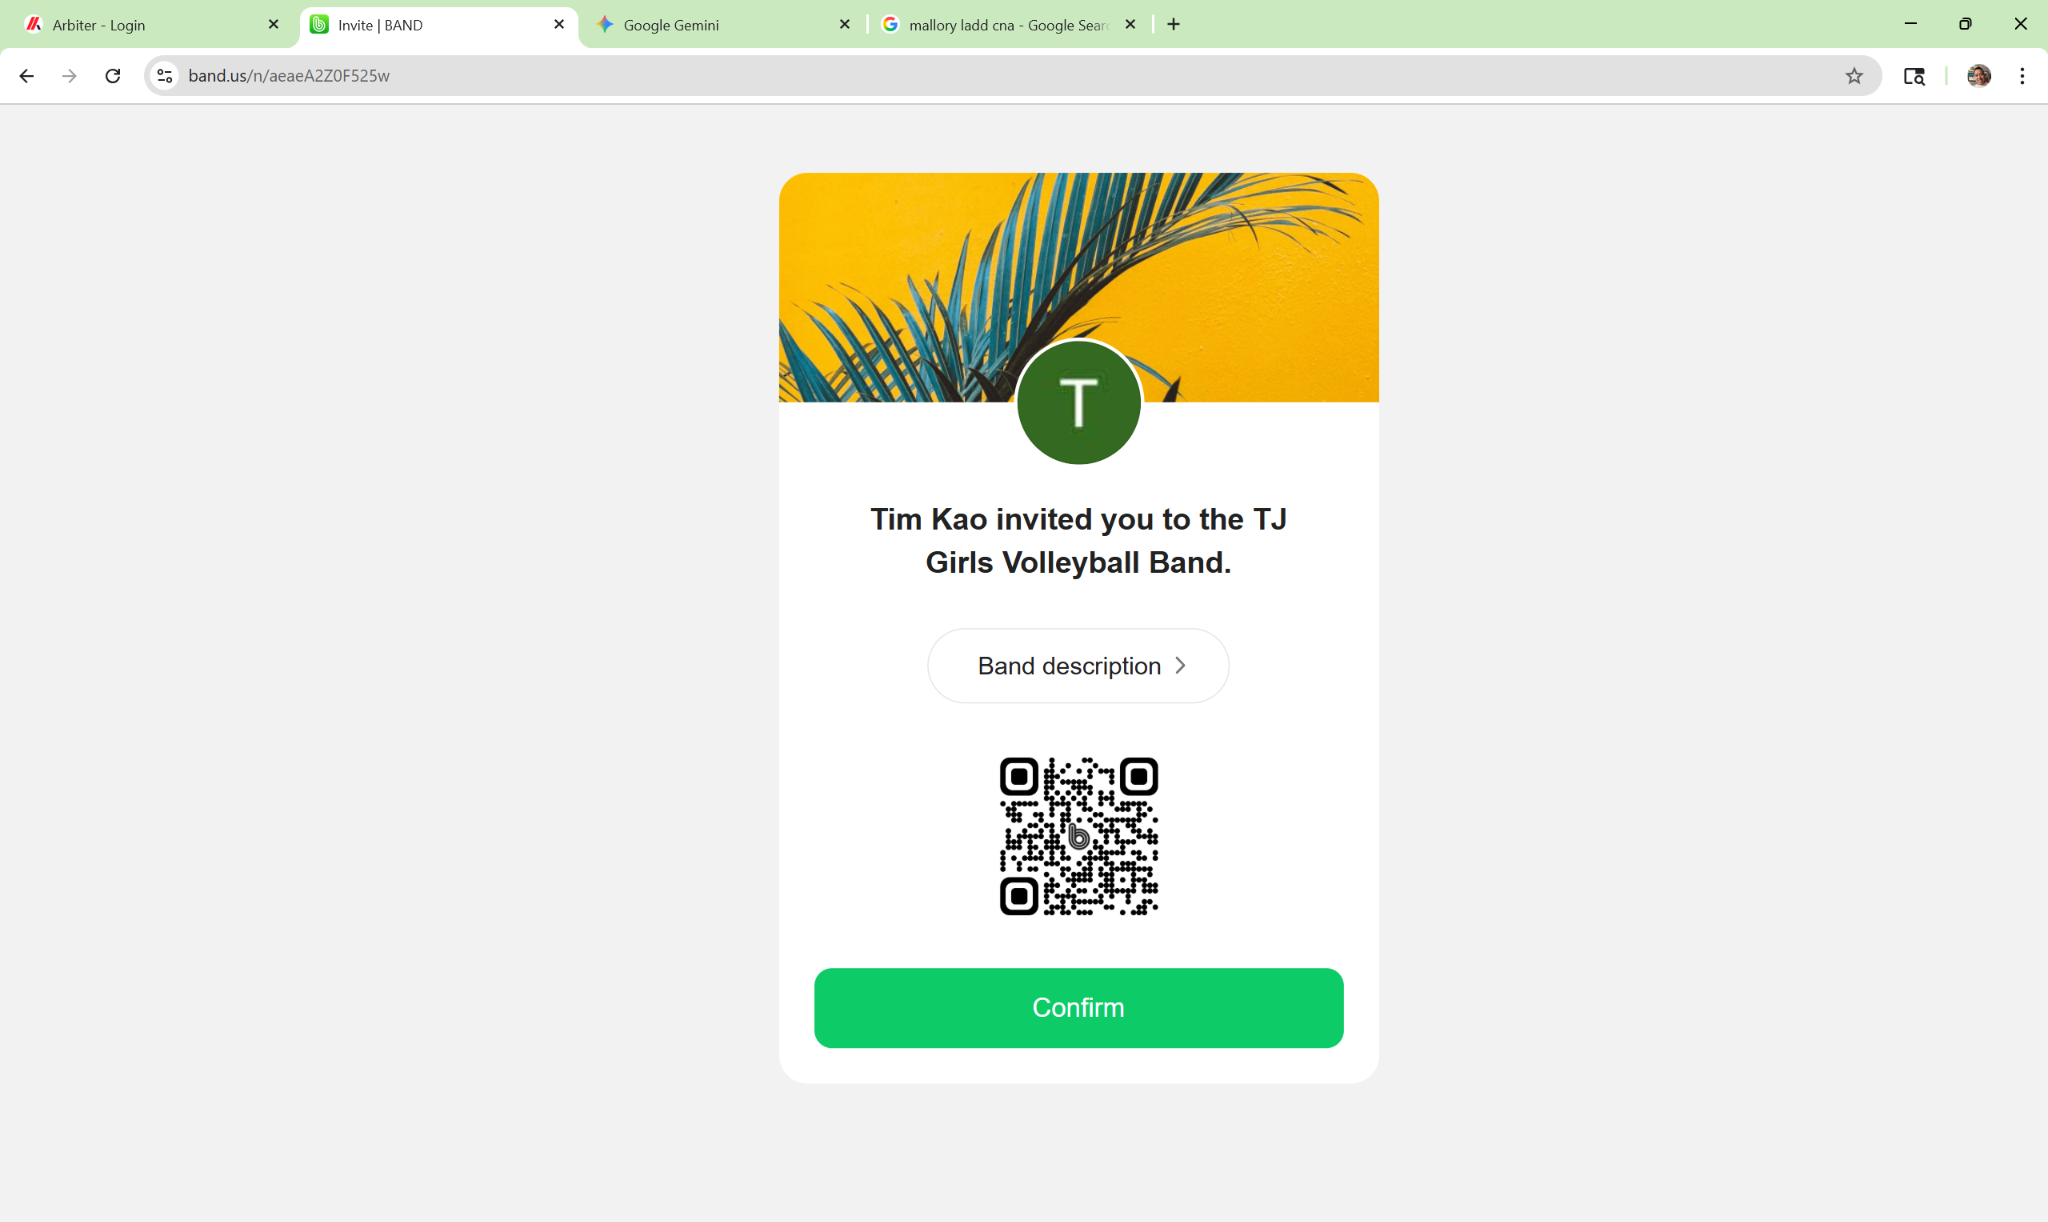 Arbiter - Login
Invite | BAND
Google Gemini
mallory ladd cna - Google Sear
band.us/n/aeaeA2Z0F525w
T
Tim Kao invited you to the TJ
Girls Volleyball Band.
Band description
Confirm